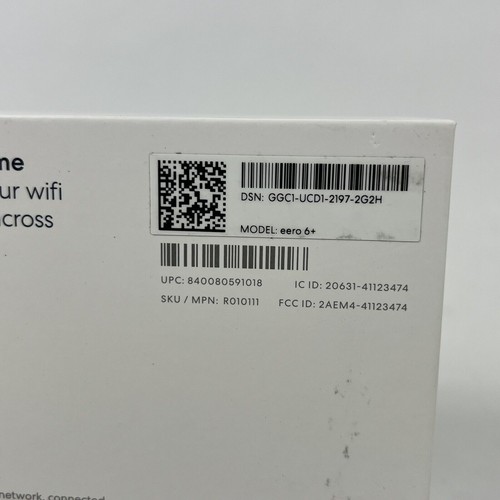 me
ur wifi
across
DSN: GGC1-UCD1-2197-2G2H
MODEL: eero 6+
UPC: 840080591018 IC ID: 20631-41123474
SKU / MPN: R010111 FCC ID: 2AEM4-41123474
network, connected